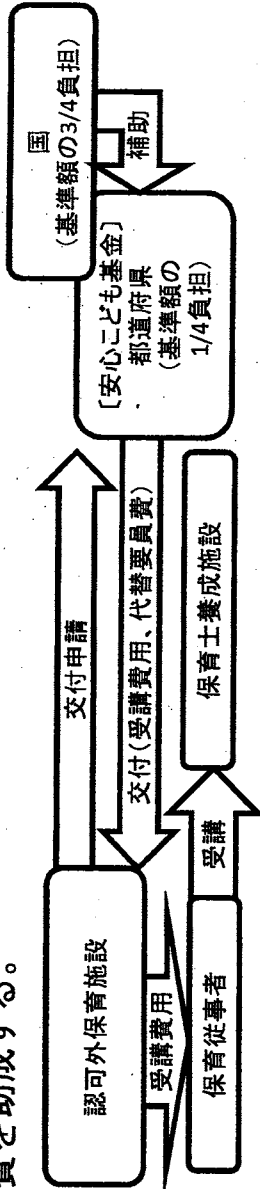 費を助成する。
国
(基準額の3/4負担)
補助
〔安心こども基金〕
都道府県
(基準額の
1/4負担)
交付申請
交付(受講費用、代替要員費)
認可外保育施設
受講費用
保育従事者
受講
保育士養成施設